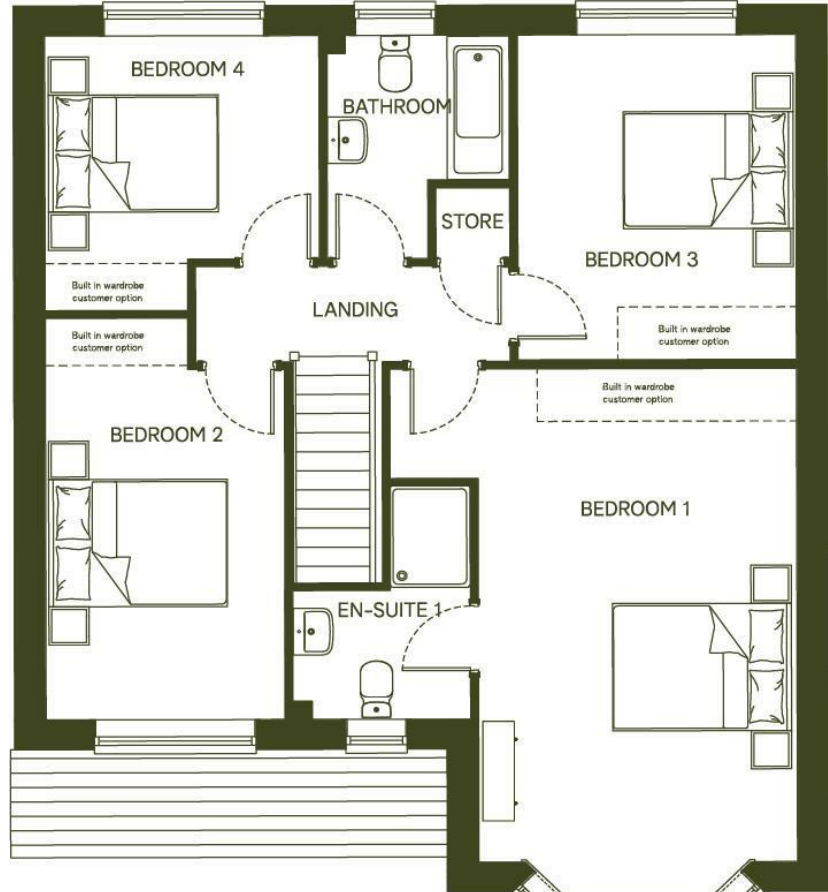 BEDROOM 4
BATHROOM
STORE
BEDROOM 3
Built in wardrobe
customer option
LANDING
Built in wardrobe
customer option
Built in wardrobe
customer option
Built in wardrobe
customer option
BEDROOM 2
BEDROOM 1
EN-SUITE 1